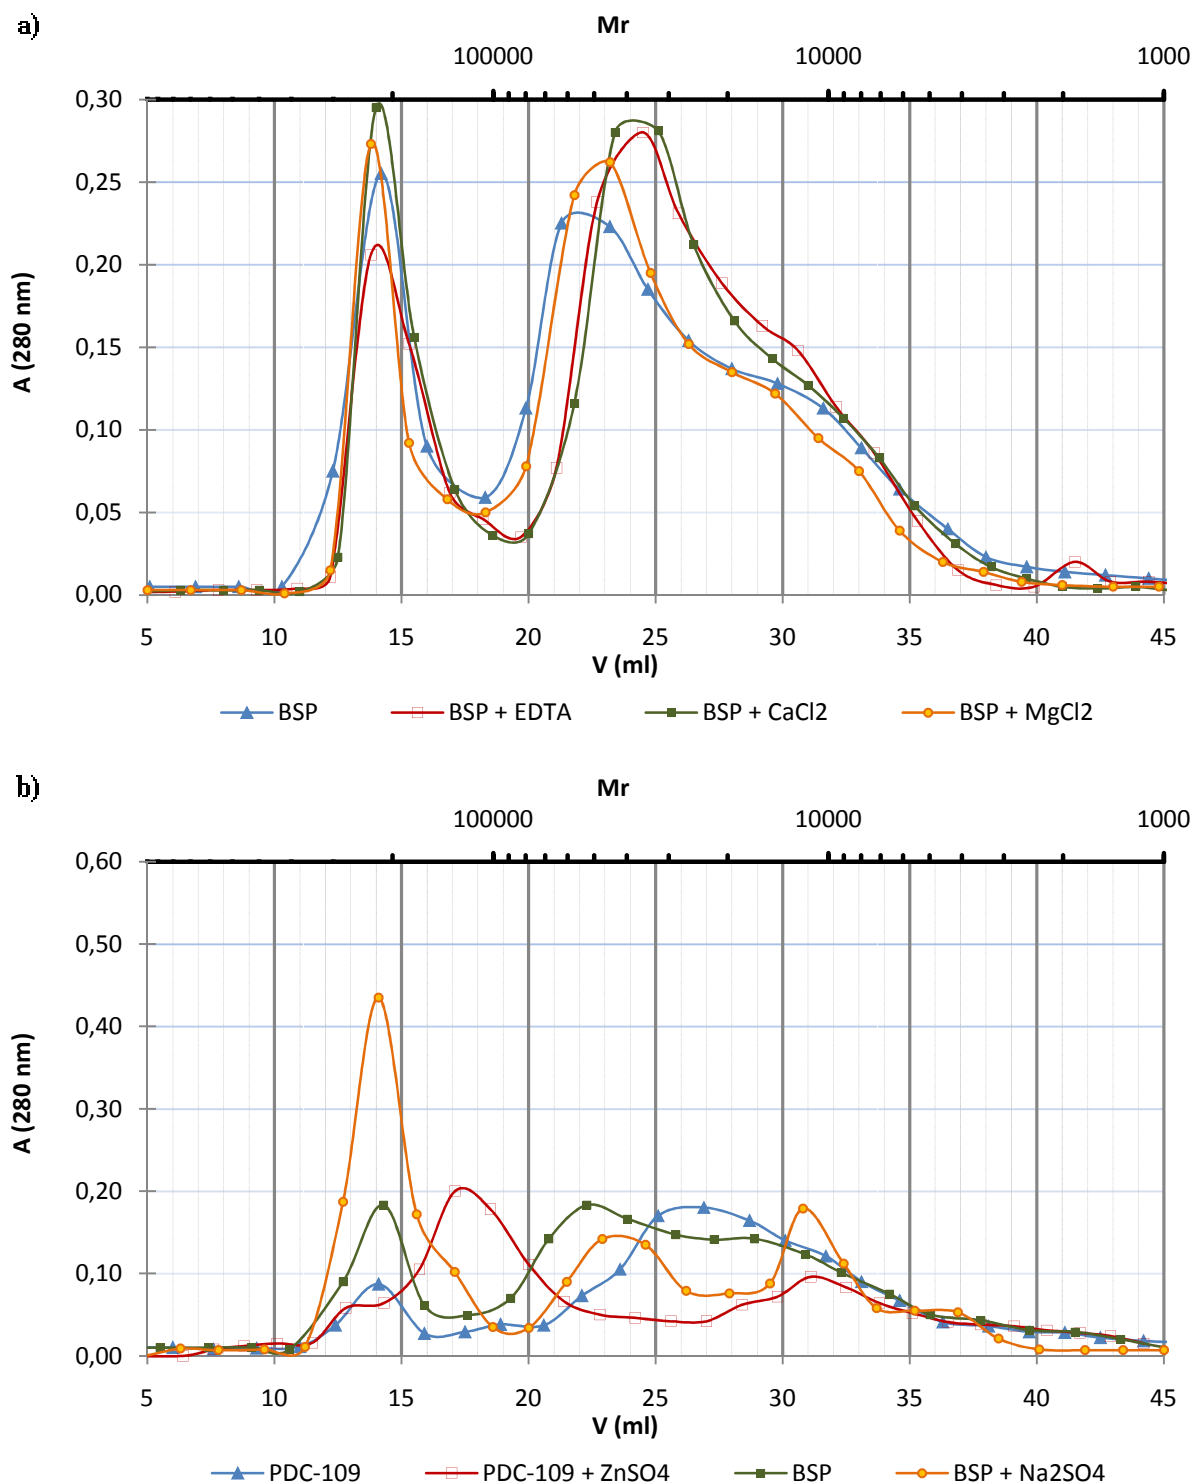 a)
Mr
100000 10000 1000
0,30
0,25
0,20
0,15
0,10
0,05
0,00
A (280 nm)
5 10 15 20 25 30 35 40 45
V (ml)
BSP BSP + EDTA BSP + CaCl2 BSP + MgCl2
b)
Mr
100000 10000 1000
0,60
0,50
0,40
0,30
0,20
0,10
0,00
A (280 nm)
5 10 15 20 25 30 35 40 45
V (ml)
PDC-109 PDC-109 + ZnSO4 BSP BSP + Na2SO4